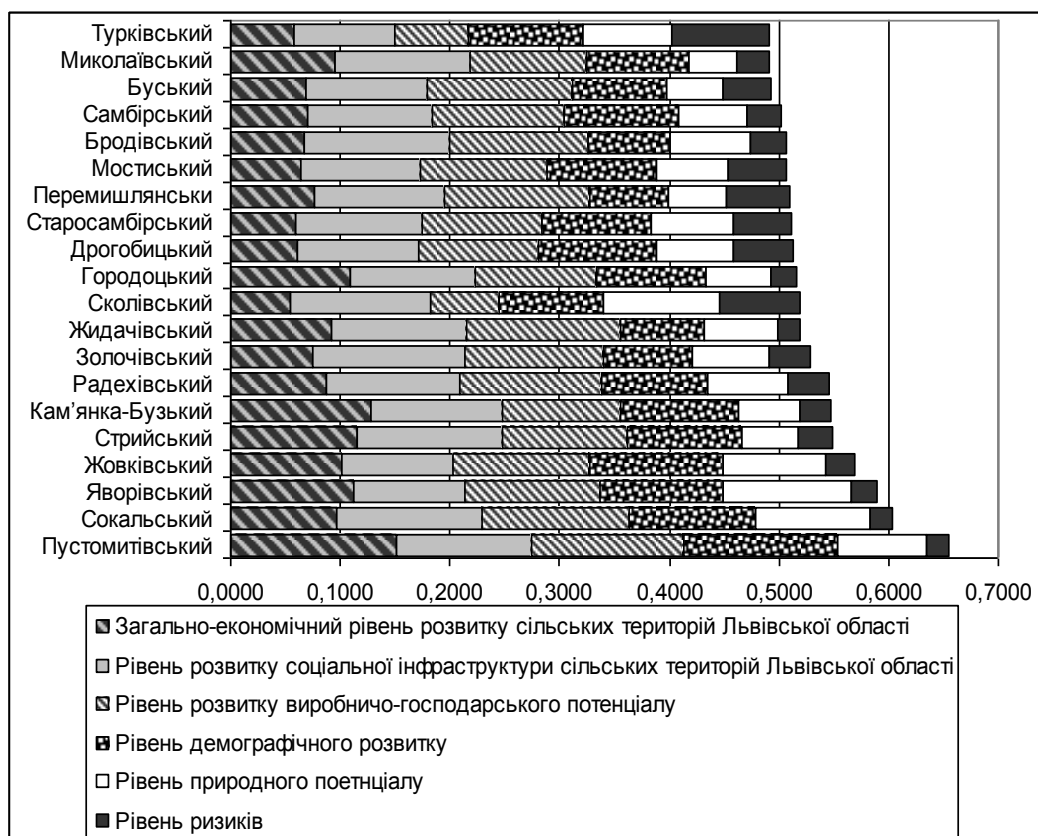 Турківський
Миколаївський
Буський
Самбірський
Бродівський
Мостиський
Перемишлянськи
Старосамбірський
Дрогобицький
Городоцький
Сколівський
Жидачівський
Золочівський
Радехівський
Кам’янка-Бузький
Стрийський
Жовківський
Яворівський
Сокальський
Пустомитівський
0,0000 0,1000 0,2000 0,3000 0,4000 0,5000 0,6000 0,7000
Загально-економічний рівень розвитку сільських територій Львівської області
Рівень розвитку соціальної інфраструктури сільських територій Львівської області
Рівень розвитку виробничо-господарського потенціалу
Рівень демографічного розвитку
Рівень природного поетнціалу
Рівень ризиків